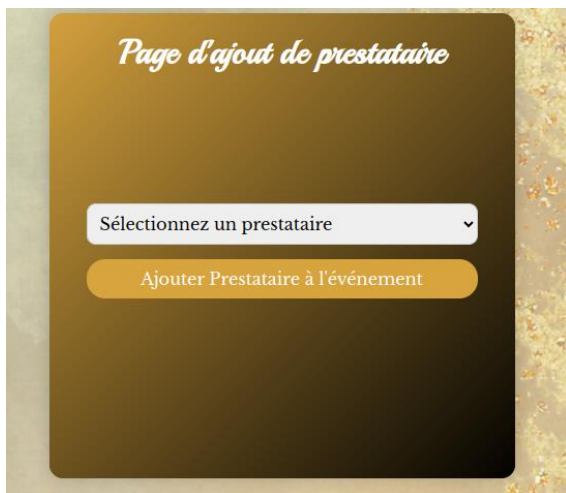 Page d'ajout de prestataire
Sélectionnez un prestataire
Ajouter Prestataire à l'événement